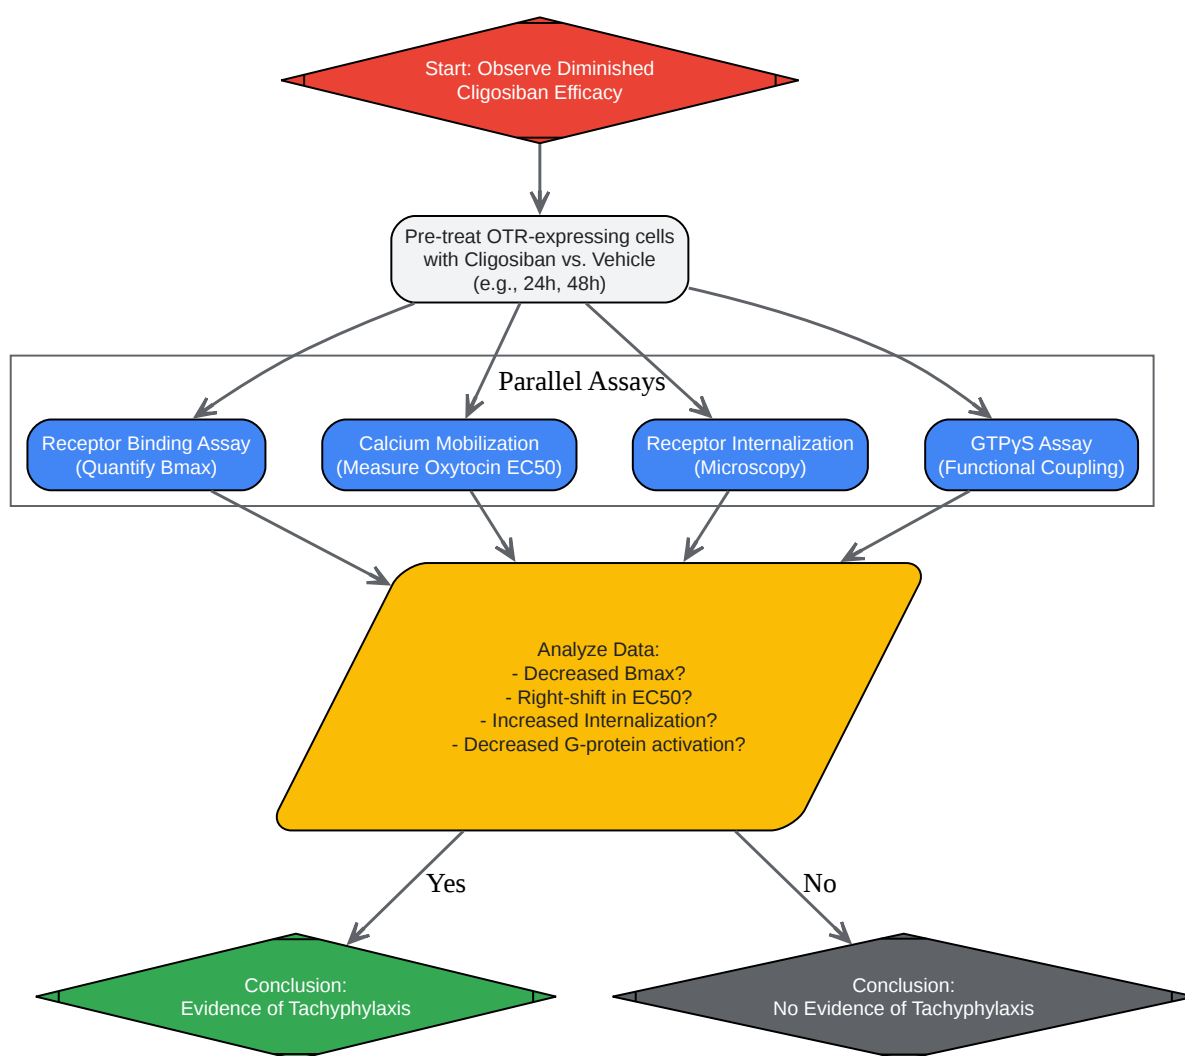 Start: Observe Diminished
Cligosiban Efficacy
Pre-treat OTR-expressing cells
with Cligosiban vs. Vehicle
(e.g., 24h, 48h)
Parallel Assays
Receptor Binding Assay
(Quantify Bmax)
Calcium Mobilization
(Measure Oxytocin EC50)
Receptor Internalization
(Microscopy)
GTPγS Assay
(Functional Coupling)
Analyze Data:
- Decreased Bmax?
- Right-shift in EC50?
- Increased Internalization?
- Decreased G-protein activation?
Yes
No
Conclusion:
Evidence of Tachyphylaxis
Conclusion:
No Evidence of Tachyphylaxis